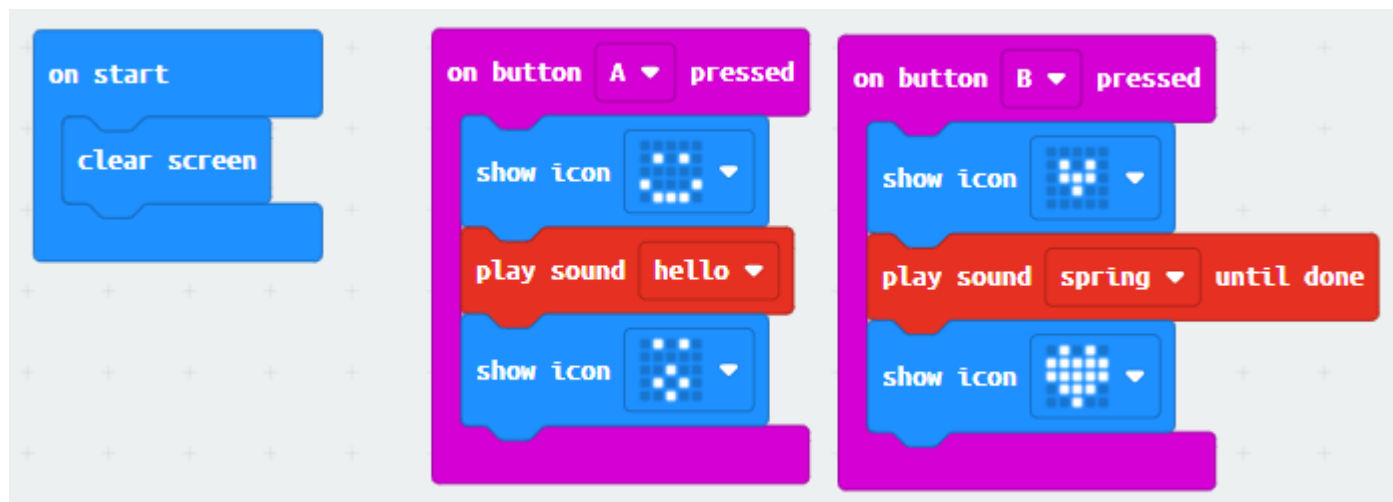 on start
clear screen
on button A pressed
show icon
play sound hello
show icon
on button B pressed
show icon
play sound spring until done
show icon